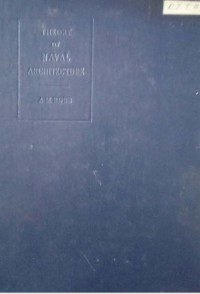 THEORY
OF
NAVAL
ARCHITECTURE
A.M. ROBB